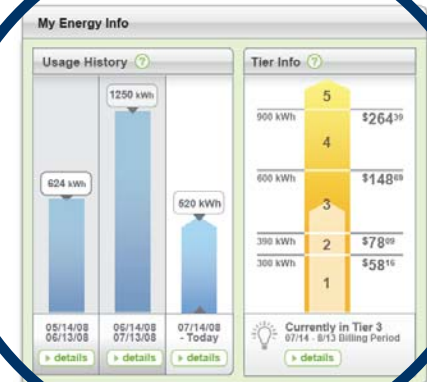 My Energy Info
Usage History ?
1250 kWh
624 kWh
520 kWh
05/14/08
06/13/08
06/14/08
07/13/08
07/14/08
- Today
details
details
details
Tier Info ?
5
900 kWh
$264 39
4
600 kWh
$148 69
3
390 kWh
2
$78 09
300 kWh
$58 16
1
Currently in Tier 3
07/14 - 8/13 Billing Period
details